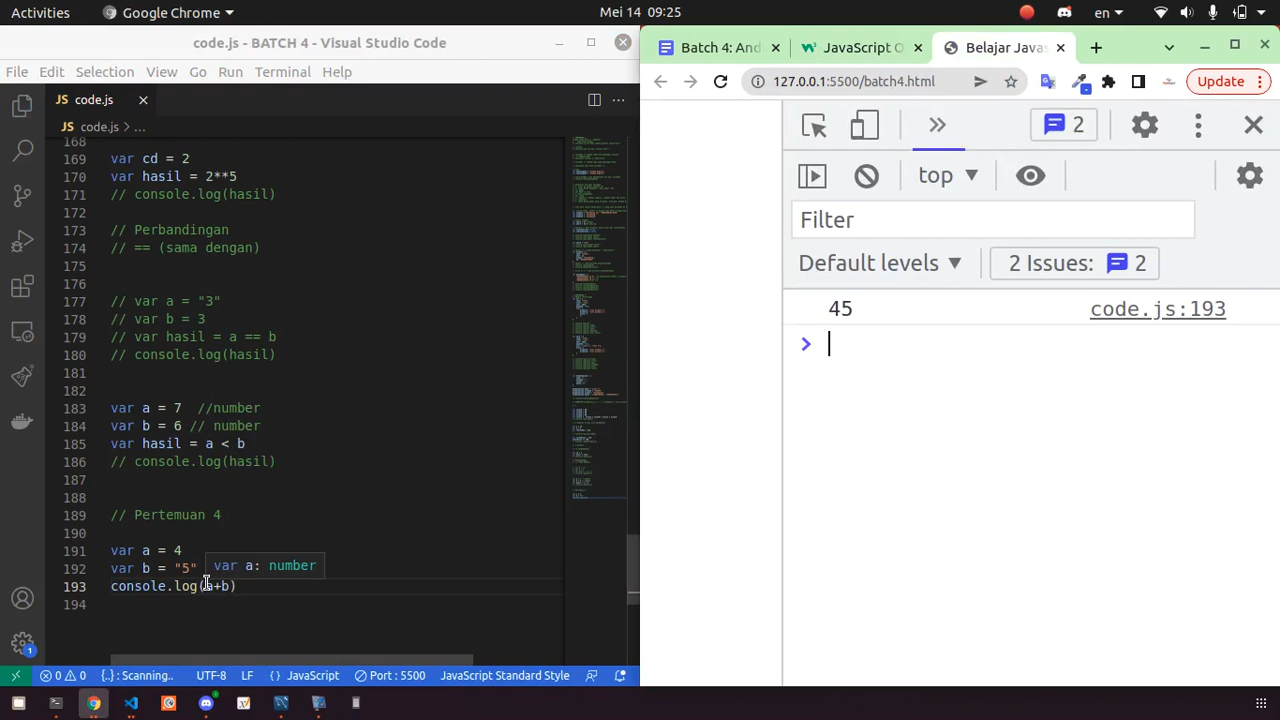 Activities
Google Chrome
Mei 14 09:25
en
code.js - BATCH 4 - Visual Studio Code
File Edit Selection View Go Run Terminal Help
JS code.js
JS code.js > ...
168
169 var cd = 2
170 var hasil = 2**5
171 // console.log(hasil)
172
173 // Perbandingan
174 // == (sama dengan)
175
176
177 // var a = "3"
178 // var b = 3
179 // var hasil = a == b
180 // console.log(hasil)
181
182
183 var a = 7 //number
184 var b = 6 // number
185 var hasil = a < b
186 // console.log(hasil)
187
188
189 // Pertemuan 4
190
191 var a = 4
192 var b = "5"
var a: number
193 console.log(a+b)
194
1
0 0 {..} : Scanning.. UTF-8 LF { } JavaScript Port : 5500 JavaScript Standard Style
Batch 4: And
JavaScript O
Belajar Javas
127.0.0.1:5500/batch4.html
Update
2
top
Filter
Default levels
2 Issues: 2
45 code.js:193
>